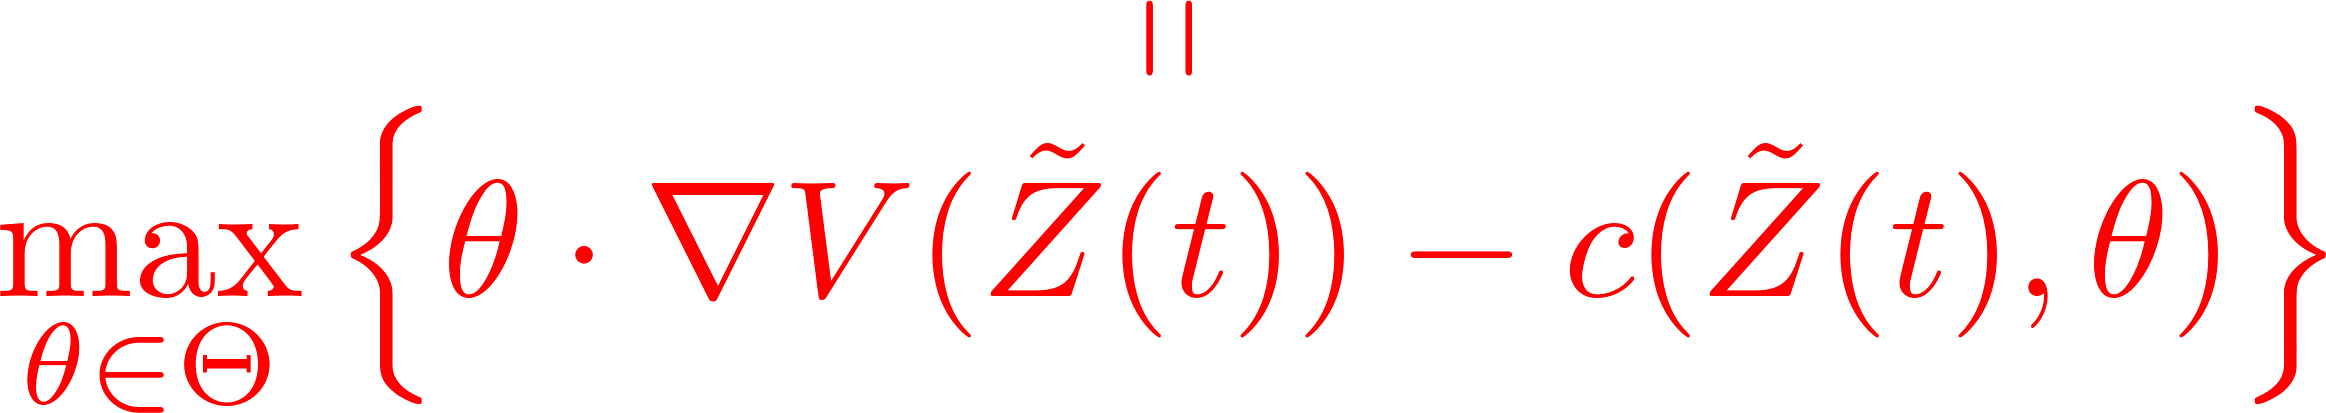 ||
max_{θ∈Θ} { θ · ∇V(Z̃(t)) − c(Z̃(t), θ) }